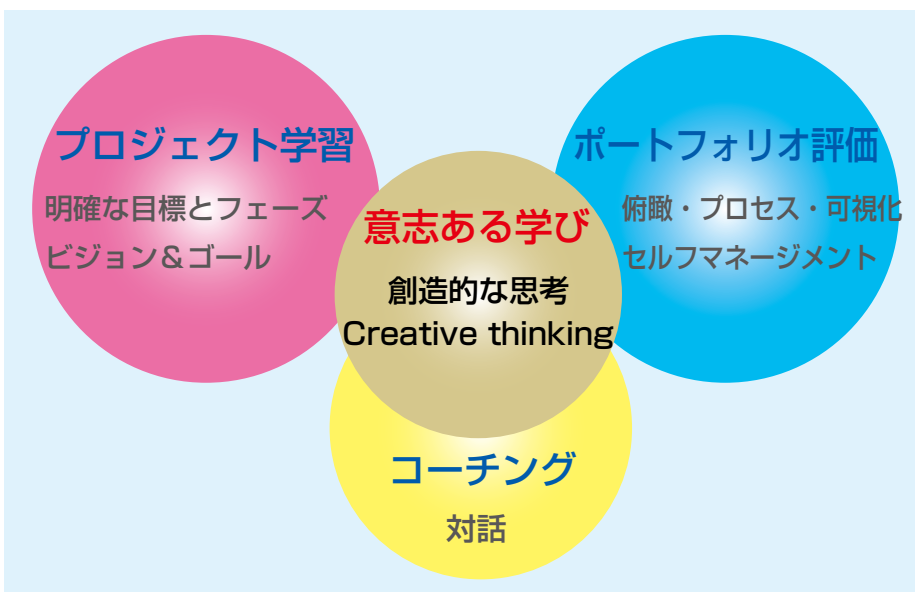 プロジェクト学習
明確な目標とフェーズ
ビジョン＆ゴール
ポートフォリオ評価
俯瞰・プロセス・可視化
セルフマネージメント
意志ある学び
創造的な思考
Creative thinking
コーチング
対話